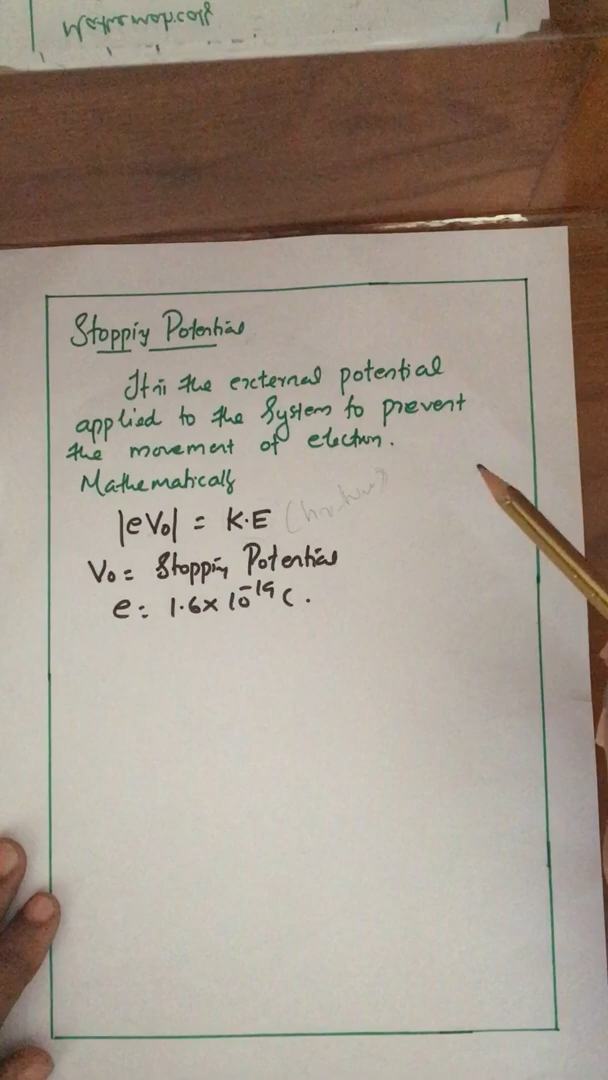 Mathematically
Stopping Potential
It is the external potential
applied to the System to prevent
the movement of electron.
Mathematically
|eV₀| = K.E
V₀ = Stopping Potential
e = 1.6 × 10⁻¹⁹ C.